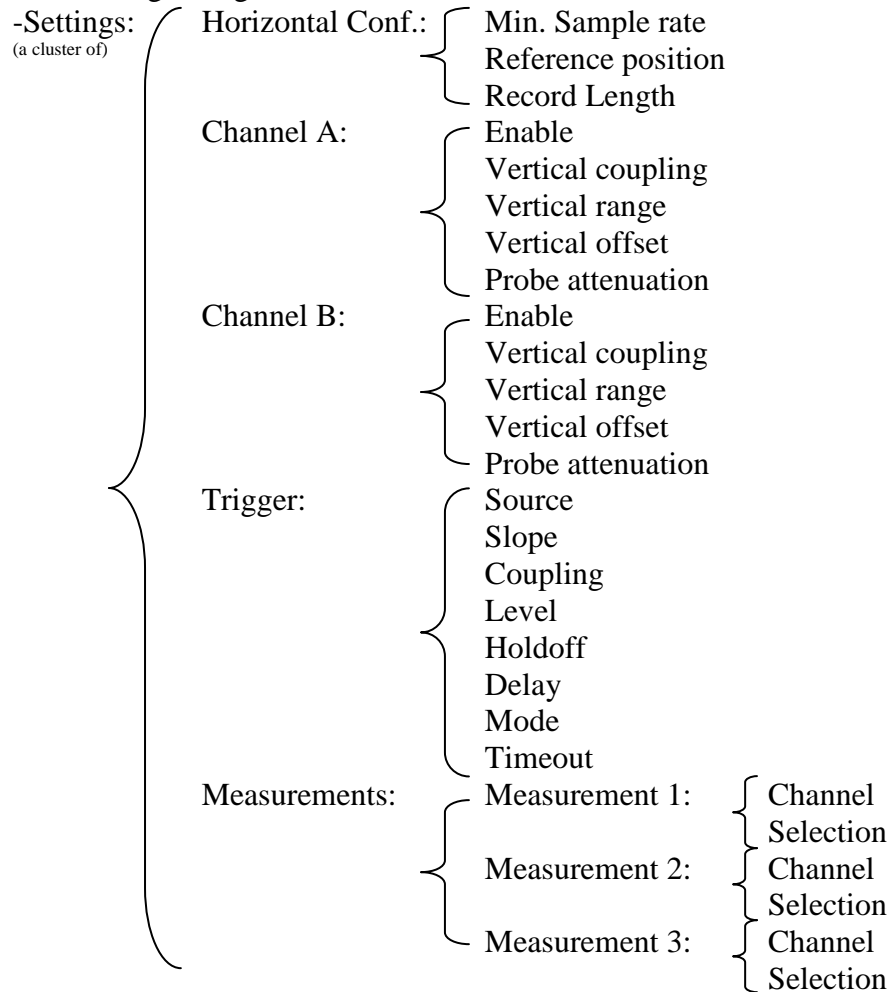 -Settings: Horizontal Conf.: Min. Sample rate
(a cluster of) Reference position
Record Length
Channel A: Enable
Vertical coupling
Vertical range
Vertical offset
Probe attenuation
Channel B: Enable
Vertical coupling
Vertical range
Vertical offset
Probe attenuation
Trigger: Source
Slope
Coupling
Level
Holdoff
Delay
Mode
Timeout
Measurements: Measurement 1: Channel
Selection
Measurement 2: Channel
Selection
Measurement 3: Channel
Selection